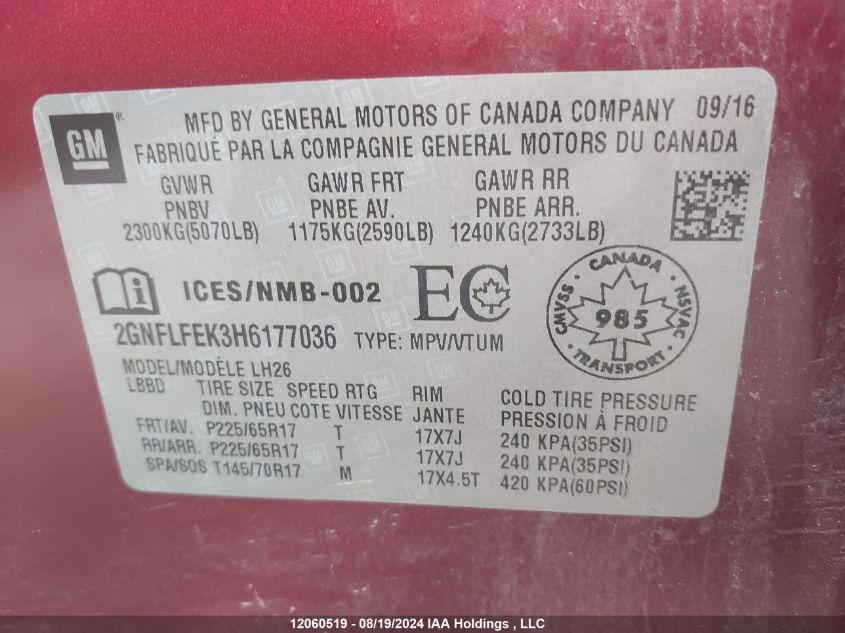 GM ®
MFD BY GENERAL MOTORS OF CANADA COMPANY 09/16
FABRIQUÉ PAR LA COMPAGNIE GENERAL MOTORS DU CANADA
GVWR GAWR FRT GAWR RR
PNBV PNBE AV. PNBE ARR.
2300KG(5070LB) 1175KG(2590LB) 1240KG(2733LB)
ICES/NMB-002 EC
CANADA
CMVSS 985 NSVAC
TRANSPORT
2GNFLFEK3H6177036 TYPE: MPV/VTUM
MODEL/MODÈLE LH26
LBBD TIRE SIZE SPEED RTG RIM COLD TIRE PRESSURE
DIM. PNEU COTE VITESSE JANTE PRESSION À FROID
FRT/AV. P225/65R17 T 17X7J 240 KPA(35PSI)
RR/ARR. P225/65R17 T 17X7J 240 KPA(35PSI)
SPA/SOS T145/70R17 M 17X4.5T 420 KPA(60PSI)
12060519 - 08/19/2024 IAA Holdings , LLC